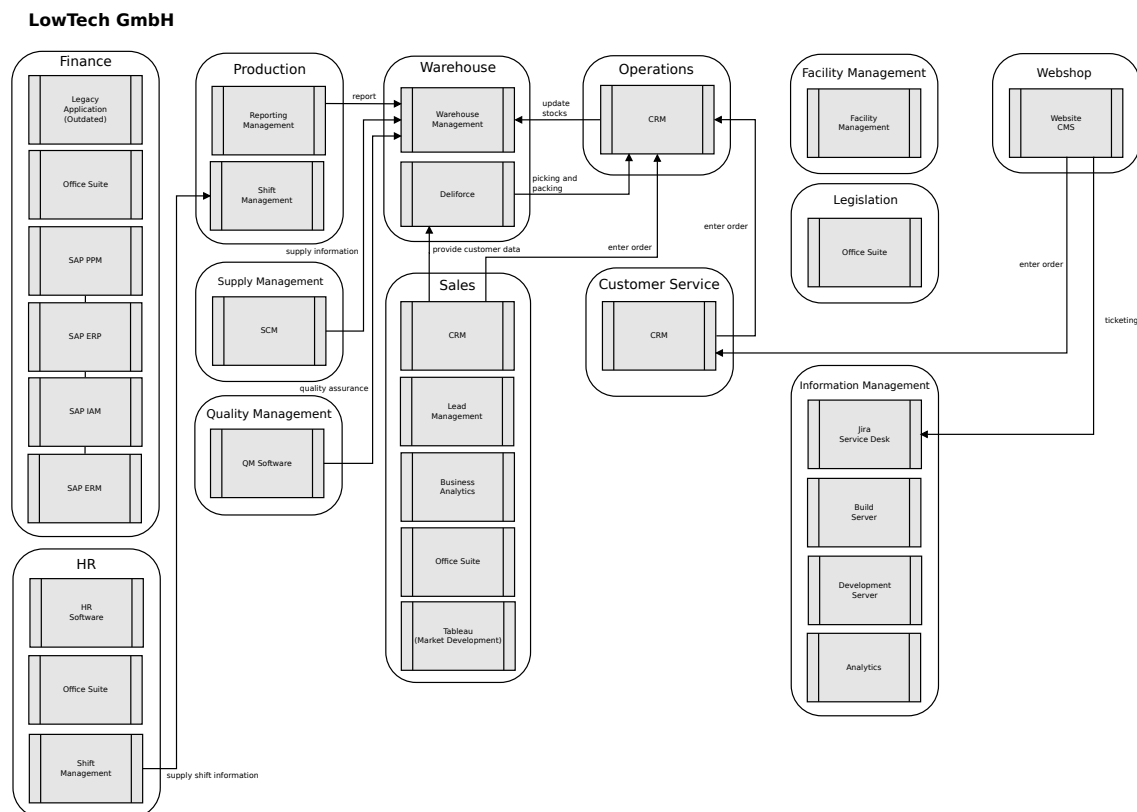 LowTech GmbH
Finance
Legacy
Application
(Outdated)
Office Suite
SAP PPM
SAP ERP
SAP IAM
SAP ERM
HR
HR
Software
Office Suite
Shift
Management
supply shift information
Production
Reporting
Management
Shift
Management
report
supply information
Supply Management
SCM
quality assurance
Quality Management
QM Software
Warehouse
Warehouse
Management
Deliforce
update
stocks
picking and
packing
provide customer data
enter order
Sales
CRM
Lead
Management
Business
Analytics
Office Suite
Tableau
(Market Development)
Operations
CRM
enter order
Customer Service
CRM
Facility Management
Facility
Management
Legislation
Office Suite
Information Management
Jira
Service Desk
Build
Server
Development
Server
Analytics
Webshop
Website
CMS
enter order
ticketing